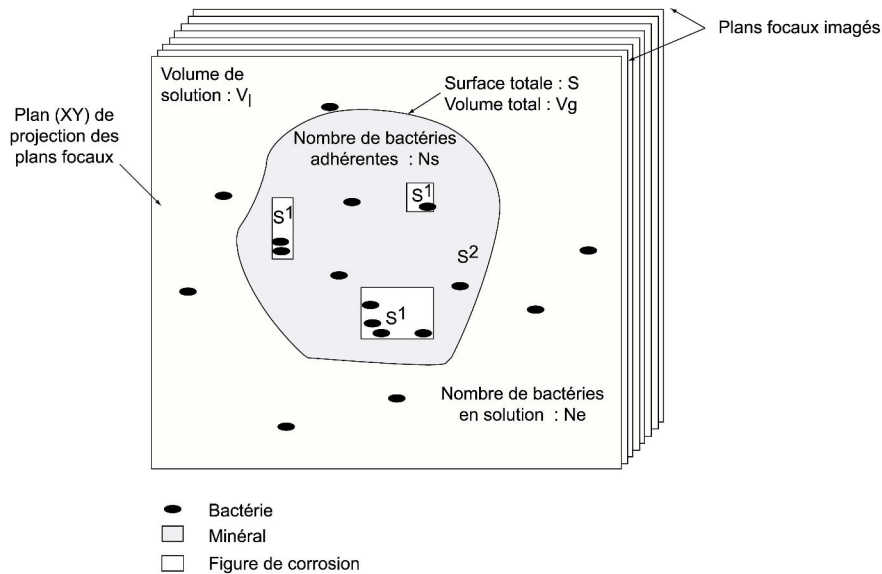 Plans focaux imagés
Volume de
solution : Vl
Surface totale : S
Volume total : Vg
Plan (XY) de
projection des
plans focaux
Nombre de bactéries
adhérentes : Ns
S1
S1
S2
S1
Nombre de bactéries
en solution : Ne
Bactérie
Minéral
Figure de corrosion